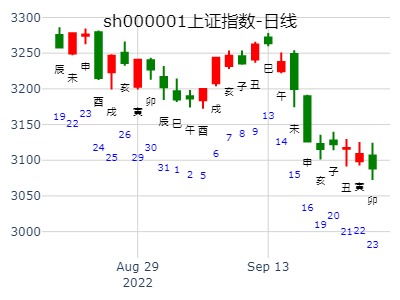 sh000001上证指数-日线
3300
3250
3200
3150
3100
3050
3000
辰 未 申 酉 戌 亥 寅 卯 辰 巳 午 酉 戌 亥 子 丑 巳 午 未 申 亥 子 丑 寅 卯
19 22 23 24 25 26 29 30 31 1 2 5 6 7 8 9 13 14 15 16 19 20 21 22 23
Aug 29 Sep 13
2022